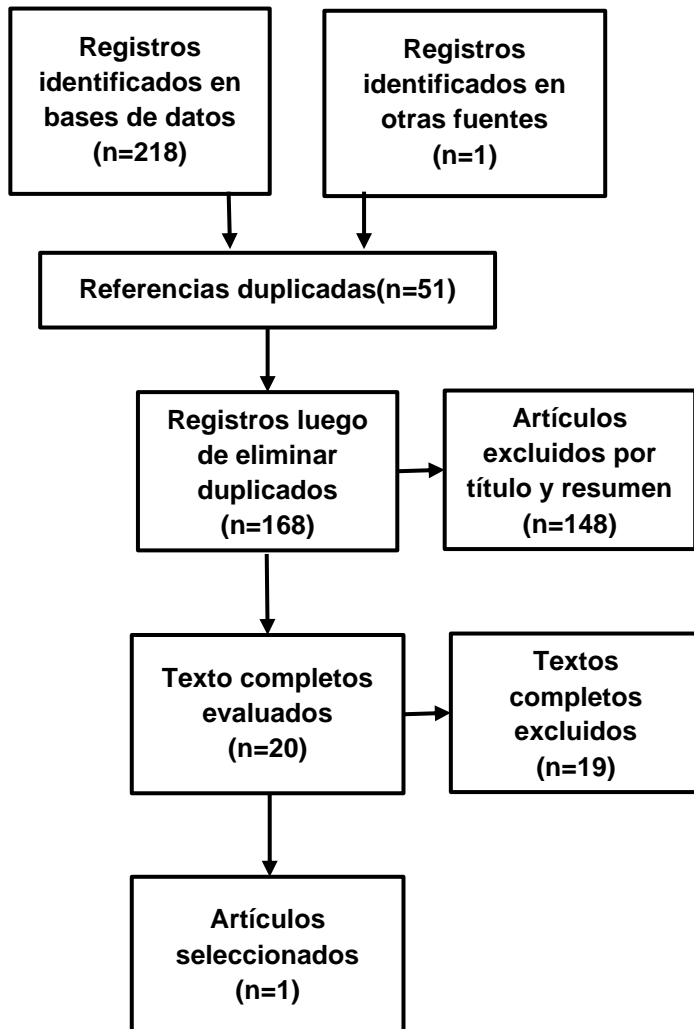 Registros
identificados en
bases de datos
(n=218)
Registros
identificados en
otras fuentes
(n=1)
Referencias duplicadas(n=51)
Registros luego
de eliminar
duplicados
(n=168)
Artículos
excluidos por
título y resumen
(n=148)
Texto completos
evaluados
(n=20)
Textos
completos
excluidos
(n=19)
Artículos
seleccionados
(n=1)